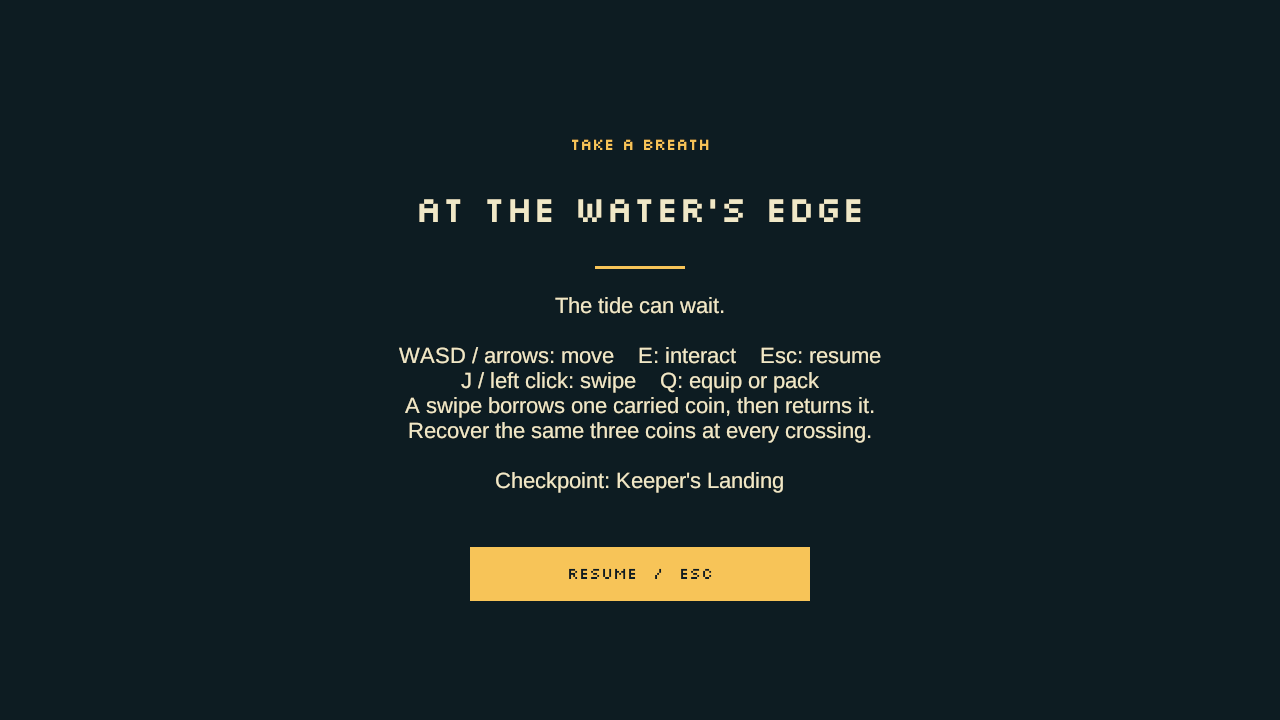 TAKE A BREATH
AT THE WATER'S EDGE
The tide can wait.
WASD / arrows: move    E: interact    Esc: resume
J / left click: swipe    Q: equip or pack
A swipe borrows one carried coin, then returns it.
Recover the same three coins at every crossing.
Checkpoint: Keeper's Landing
RESUME / ESC